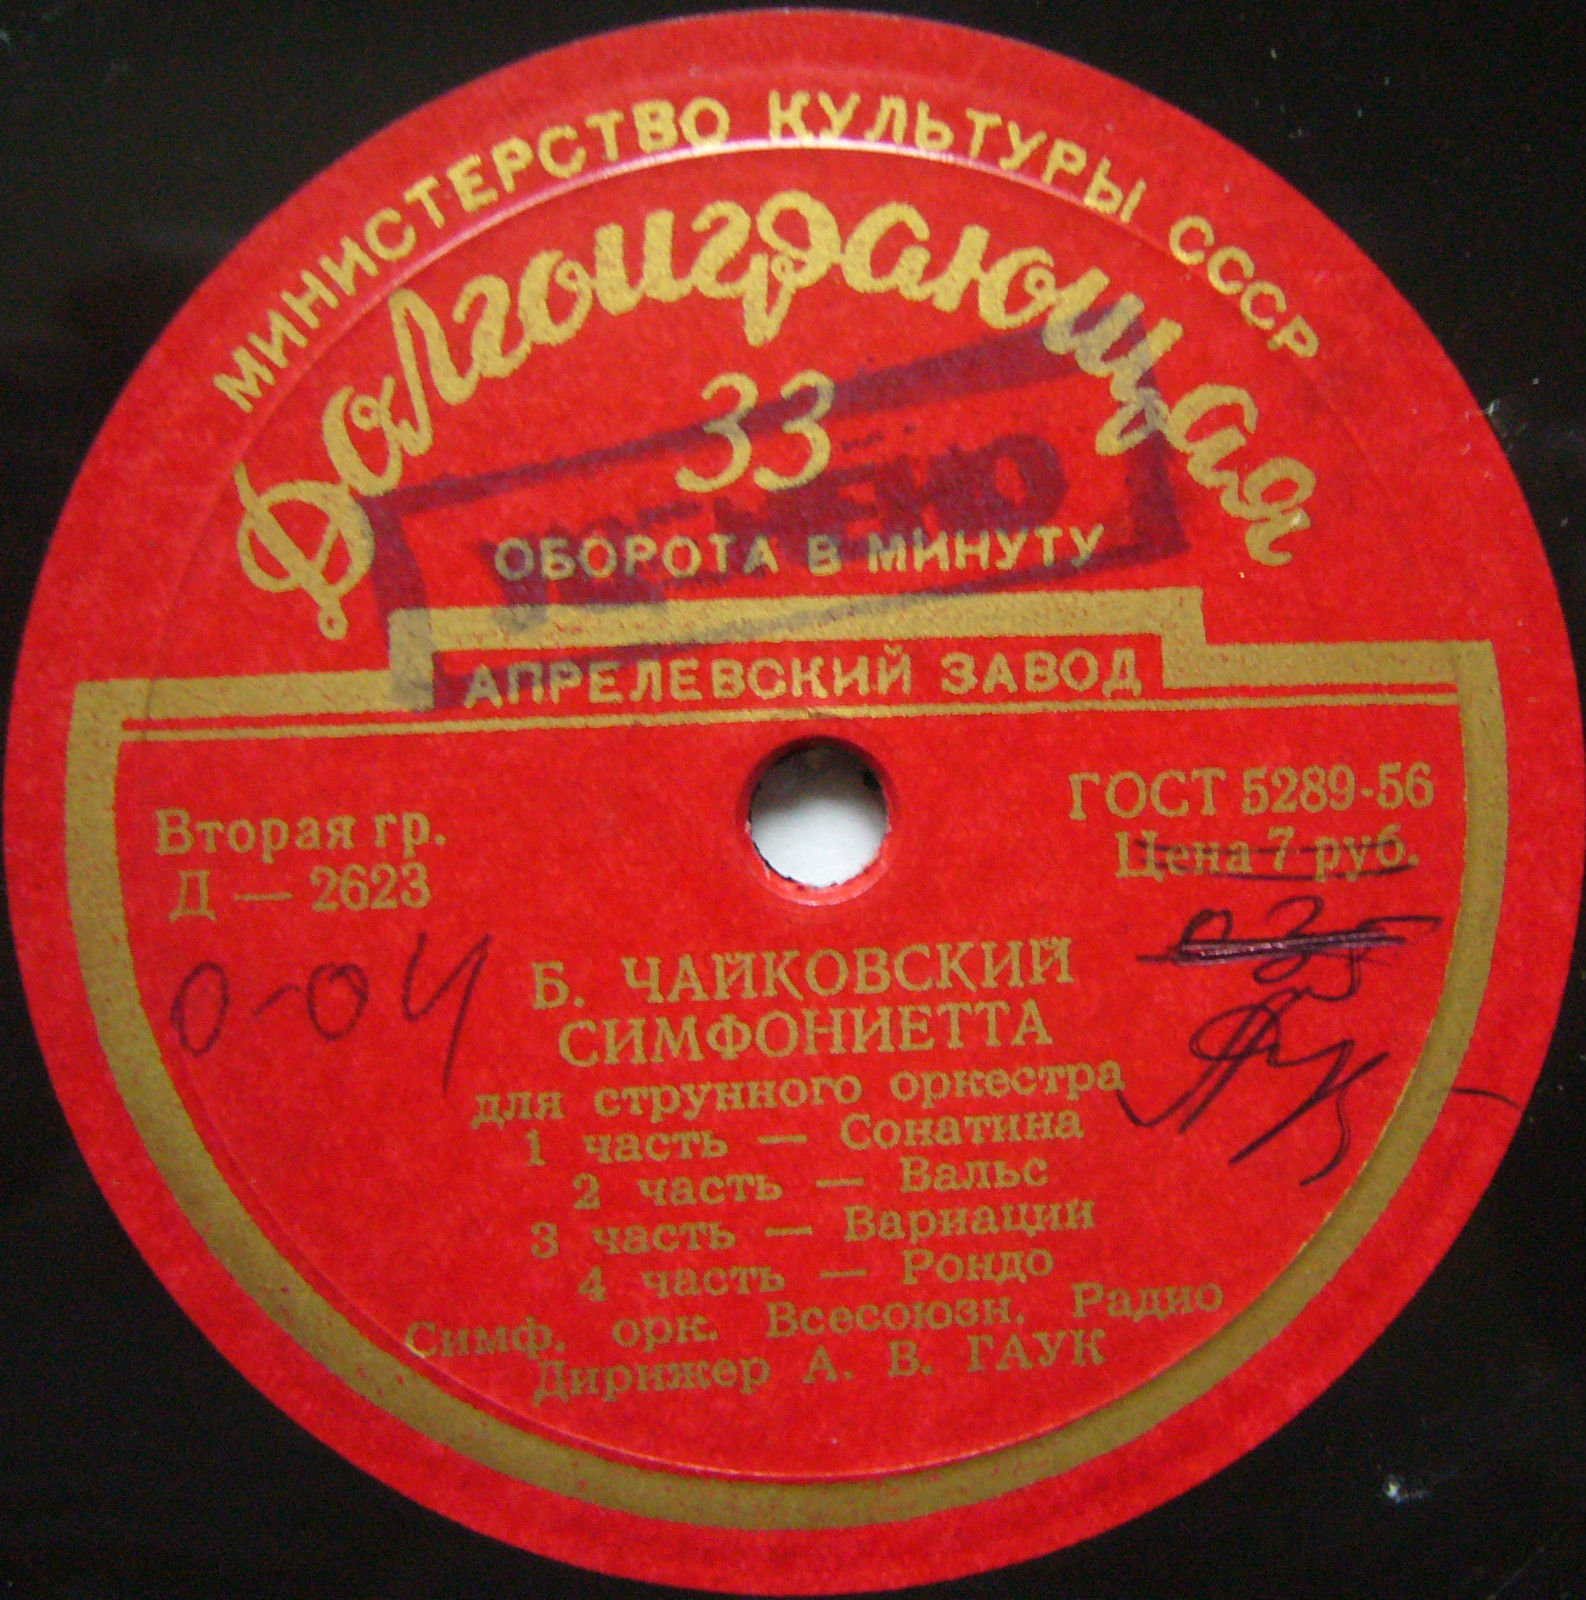 МИНИСТЕРСТВО КУЛЬТУРЫ СССР
Долгоиграющая
33
ОБОРОТА В МИНУТУ
АПРЕЛЕВСКИЙ ЗАВОД
Вторая гр.
Д — 2623
ГОСТ 5289-56
Цена 7 руб.
0-04
Б. ЧАЙКОВСКИЙ
СИМФОНИЕТТА
для струнного оркестра
1 часть — Сонатина
2 часть — Вальс
3 часть — Вариации
4 часть — Рондо
Симф. орк. Всесоюзн. Радио
Дирижер А. В. ГАУК